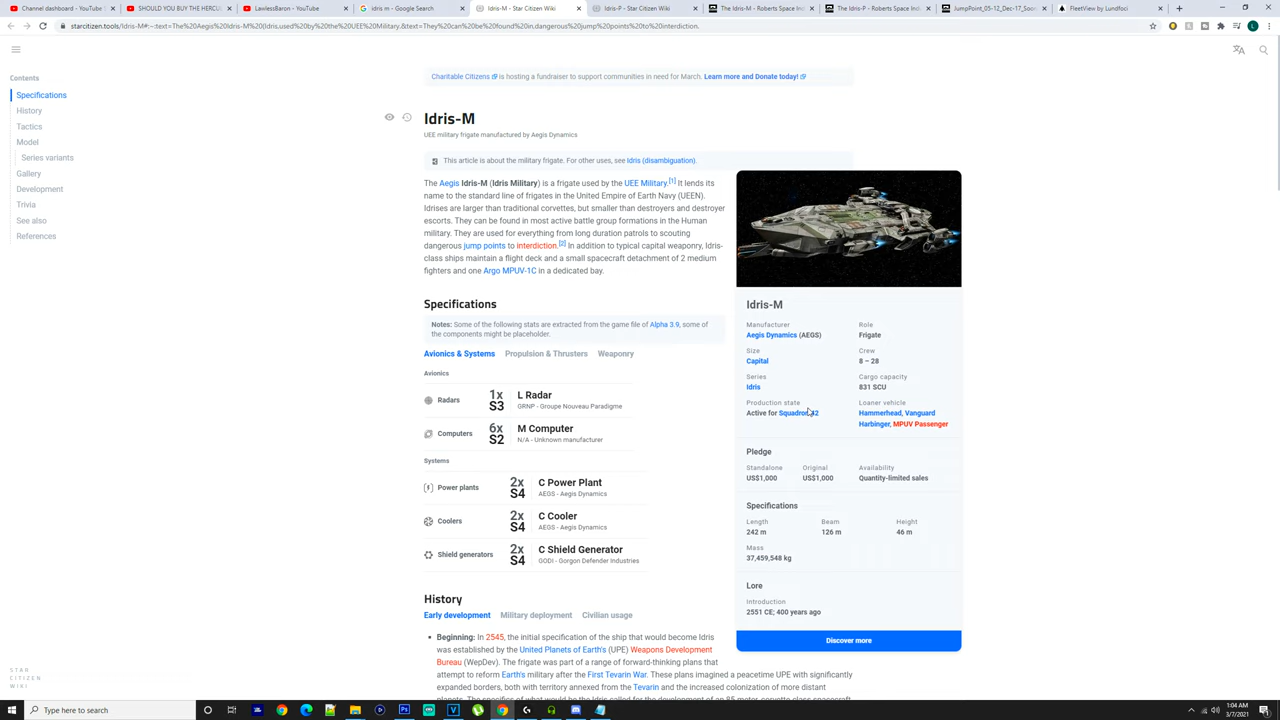 Channel dashboard - YouTube
SHOULD YOU BUY THE HERCUL
LawlessBaron - YouTube
idris m - Google Search
Idris-M - Star Citizen Wiki
Idris-P - Star Citizen Wiki
The Idris-M - Roberts Space Ind
The Idris-P - Roberts Space Ind
JumpPoint_05-12_Dec-17_Soon
FleetView by Lundfoci
starcitizen.tools/Idris-M#:~:text=The%20Aegis%20Idris-M%20(Idris,used%20by%20the%20UEE%20Military.&text=They%20can%20be%20found%20in,dangerous%20jump%20points%20to%20interdiction.
Contents
Specifications
History
Tactics
Model
Series variants
Gallery
Development
Trivia
See also
References
Charitable Citizens is hosting a fundraiser to support communities in need for March. Learn more and Donate today!
Idris-M
UEE military frigate manufactured by Aegis Dynamics
This article is about the military frigate. For other uses, see Idris (disambiguation).
The Aegis Idris-M (Idris Military) is a frigate used by the UEE Military.[1] It lends its
name to the standard line of frigates in the United Empire of Earth Navy (UEEN).
Idrises are larger than traditional corvettes, but smaller than destroyers and destroyer
escorts. They can be found in most active battle group formations in the Human
military. They are used for everything from long duration patrols to scouting
dangerous jump points to interdiction.[2] In addition to typical capital weaponry, Idris-
class ships maintain a flight deck and a small spacecraft detachment of 2 medium
fighters and one Argo MPUV-1C in a dedicated bay.
Specifications
Notes: Some of the following stats are extracted from the game file of Alpha 3.9, some of
the components might be placeholder.
Avionics & Systems Propulsion & Thrusters Weaponry
Avionics
Radars 1x S3 L Radar
GRNP - Groupe Nouveau Paradigme
Computers 6x S2 M Computer
N/A - Unknown manufacturer
Systems
Power plants 2x S4 C Power Plant
AEGS - Aegis Dynamics
Coolers 2x S4 C Cooler
AEGS - Aegis Dynamics
Shield generators 2x S4 C Shield Generator
GODI - Gorgon Defender Industries
History
Early development Military deployment Civilian usage
Beginning: In 2545, the initial specification of the ship that would become Idris
was established by the United Planets of Earth's (UPE) Weapons Development
Bureau (WepDev). The frigate was part of a range of forward-thinking plans that
attempt to reform Earth's military after the First Tevarin War. These plans imagined a peacetime UPE with significantly
expanded borders, both with territory annexed from the Tevarin and the increased colonization of more distant
Idris-M
Manufacturer Role
Aegis Dynamics (AEGS) Frigate
Size Crew
Capital 8 – 28
Series Cargo capacity
Idris 831 SCU
Production state Loaner vehicle
Active for Squadron 42 Hammerhead, Vanguard
Harbinger, MPUV Passenger
Pledge
Standalone Original Availability
US$1,000 US$1,000 Quantity-limited sales
Specifications
Length Beam Height
242 m 126 m 46 m
Mass
37,459,548 kg
Lore
Introduction
2551 CE; 400 years ago
Discover more
STAR
CITIZEN
WIKI
Type here to search
1:04 AM
3/7/2021